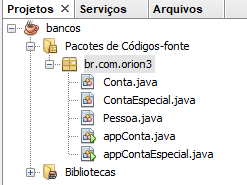 Projetos × Serviços Arquivos
bancos
Pacotes de Códigos-fonte
br.com.orion3
Conta.java
ContaEspecial.java
Pessoa.java
appConta.java
appContaEspecial.java
Bibliotecas